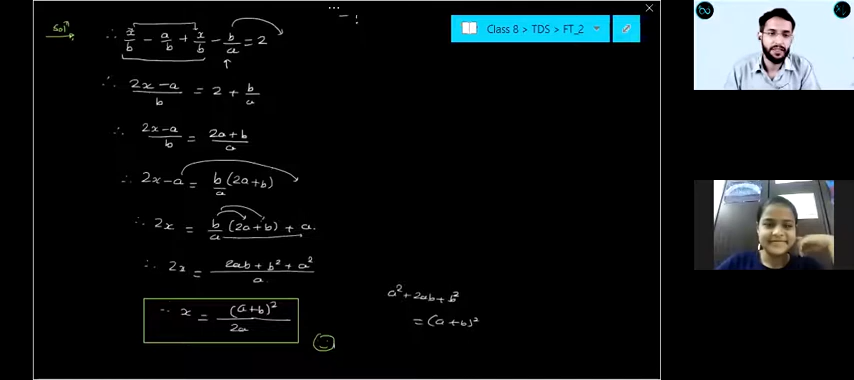 Solⁿ
∴ x/b − a/b + x/b − b/a = 2
∴ (2x−a)/b = 2 + b/a
∴ (2x−a)/b = (2a+b)/a
∴ 2x−a = b/a (2a+b)
∴ 2x = b/a (2a+b) + a.
∴ 2x = (2ab + b² + a²)/a
∴ x = (a+b)²/2a
a² + 2ab + b²
= (a+b)²
Class 8 > TDS > FT_2